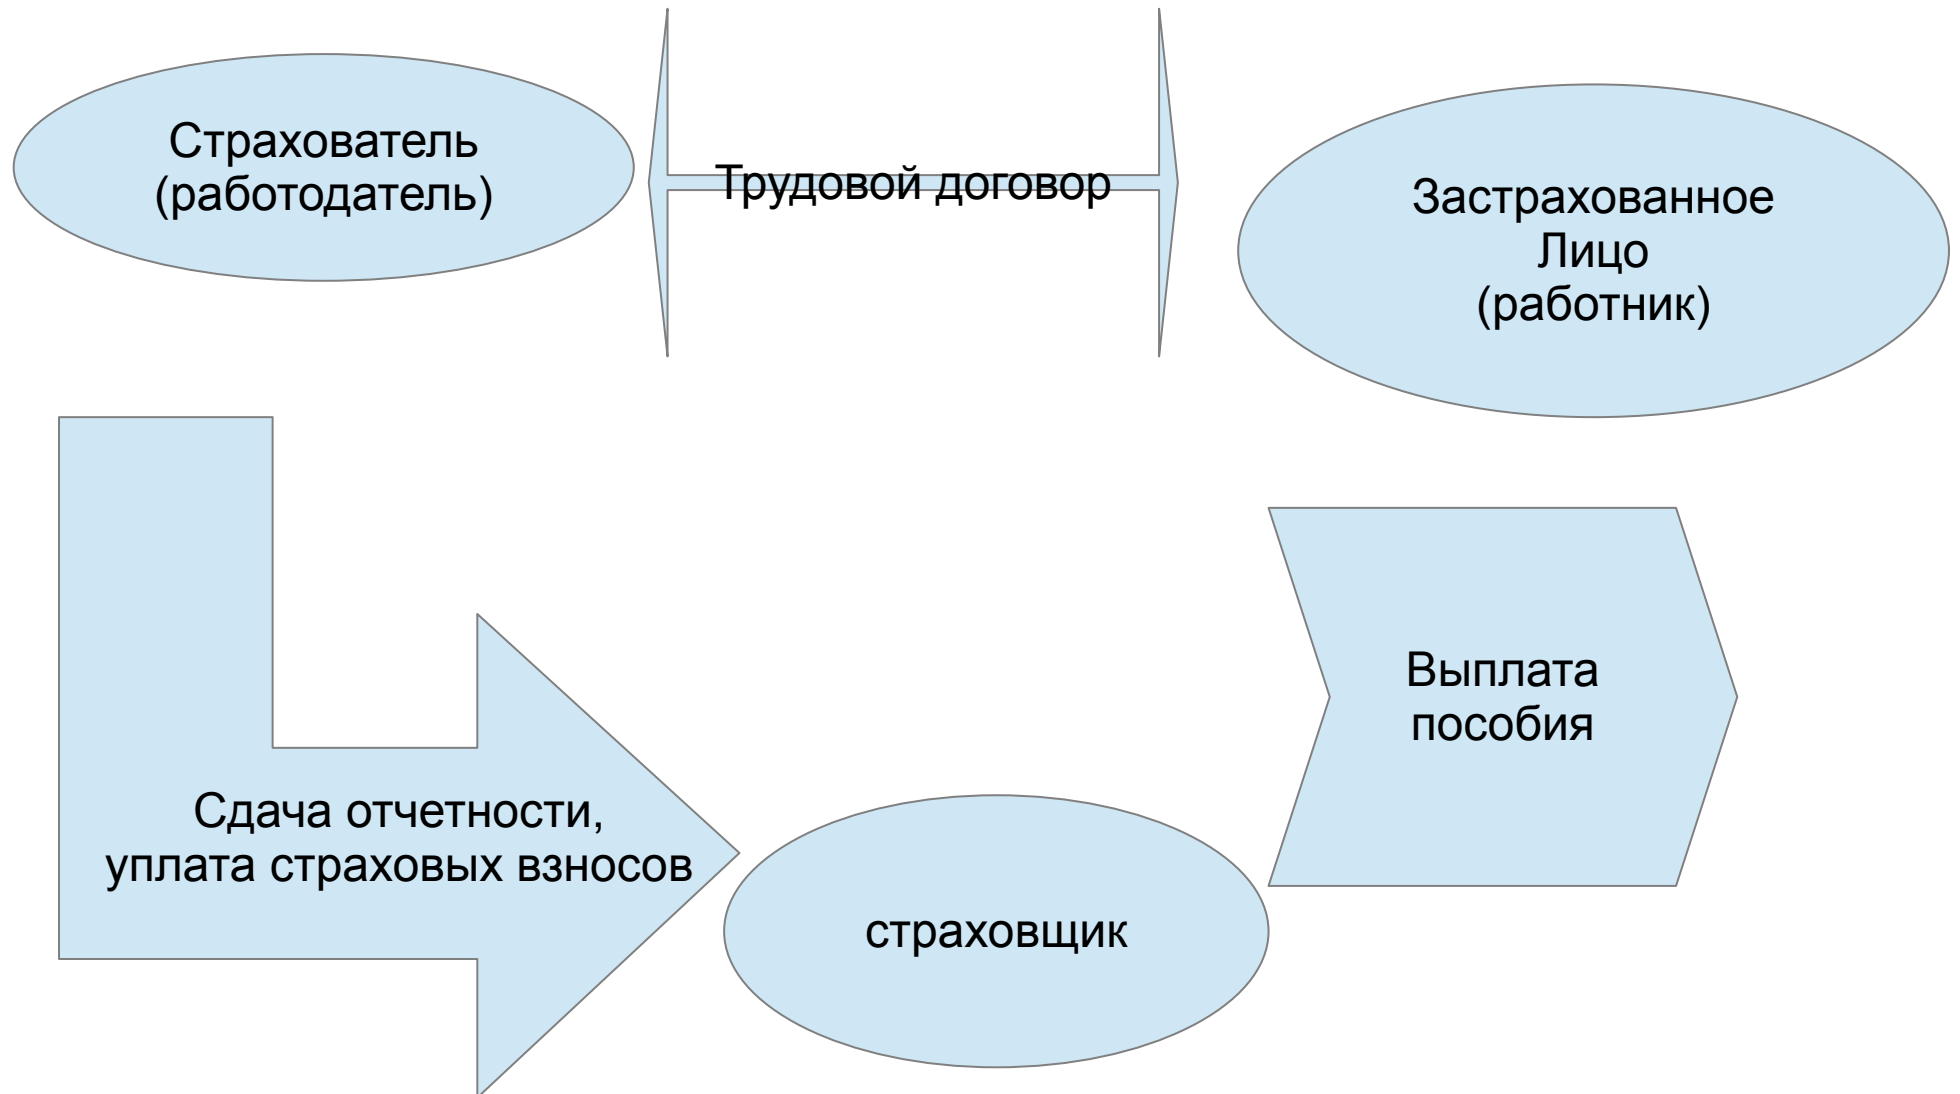 Страхователь
(работодатель)
Трудовой договор
Застрахованное
Лицо
(работник)
Выплата
пособия
Сдача отчетности,
уплата страховых взносов
страховщик